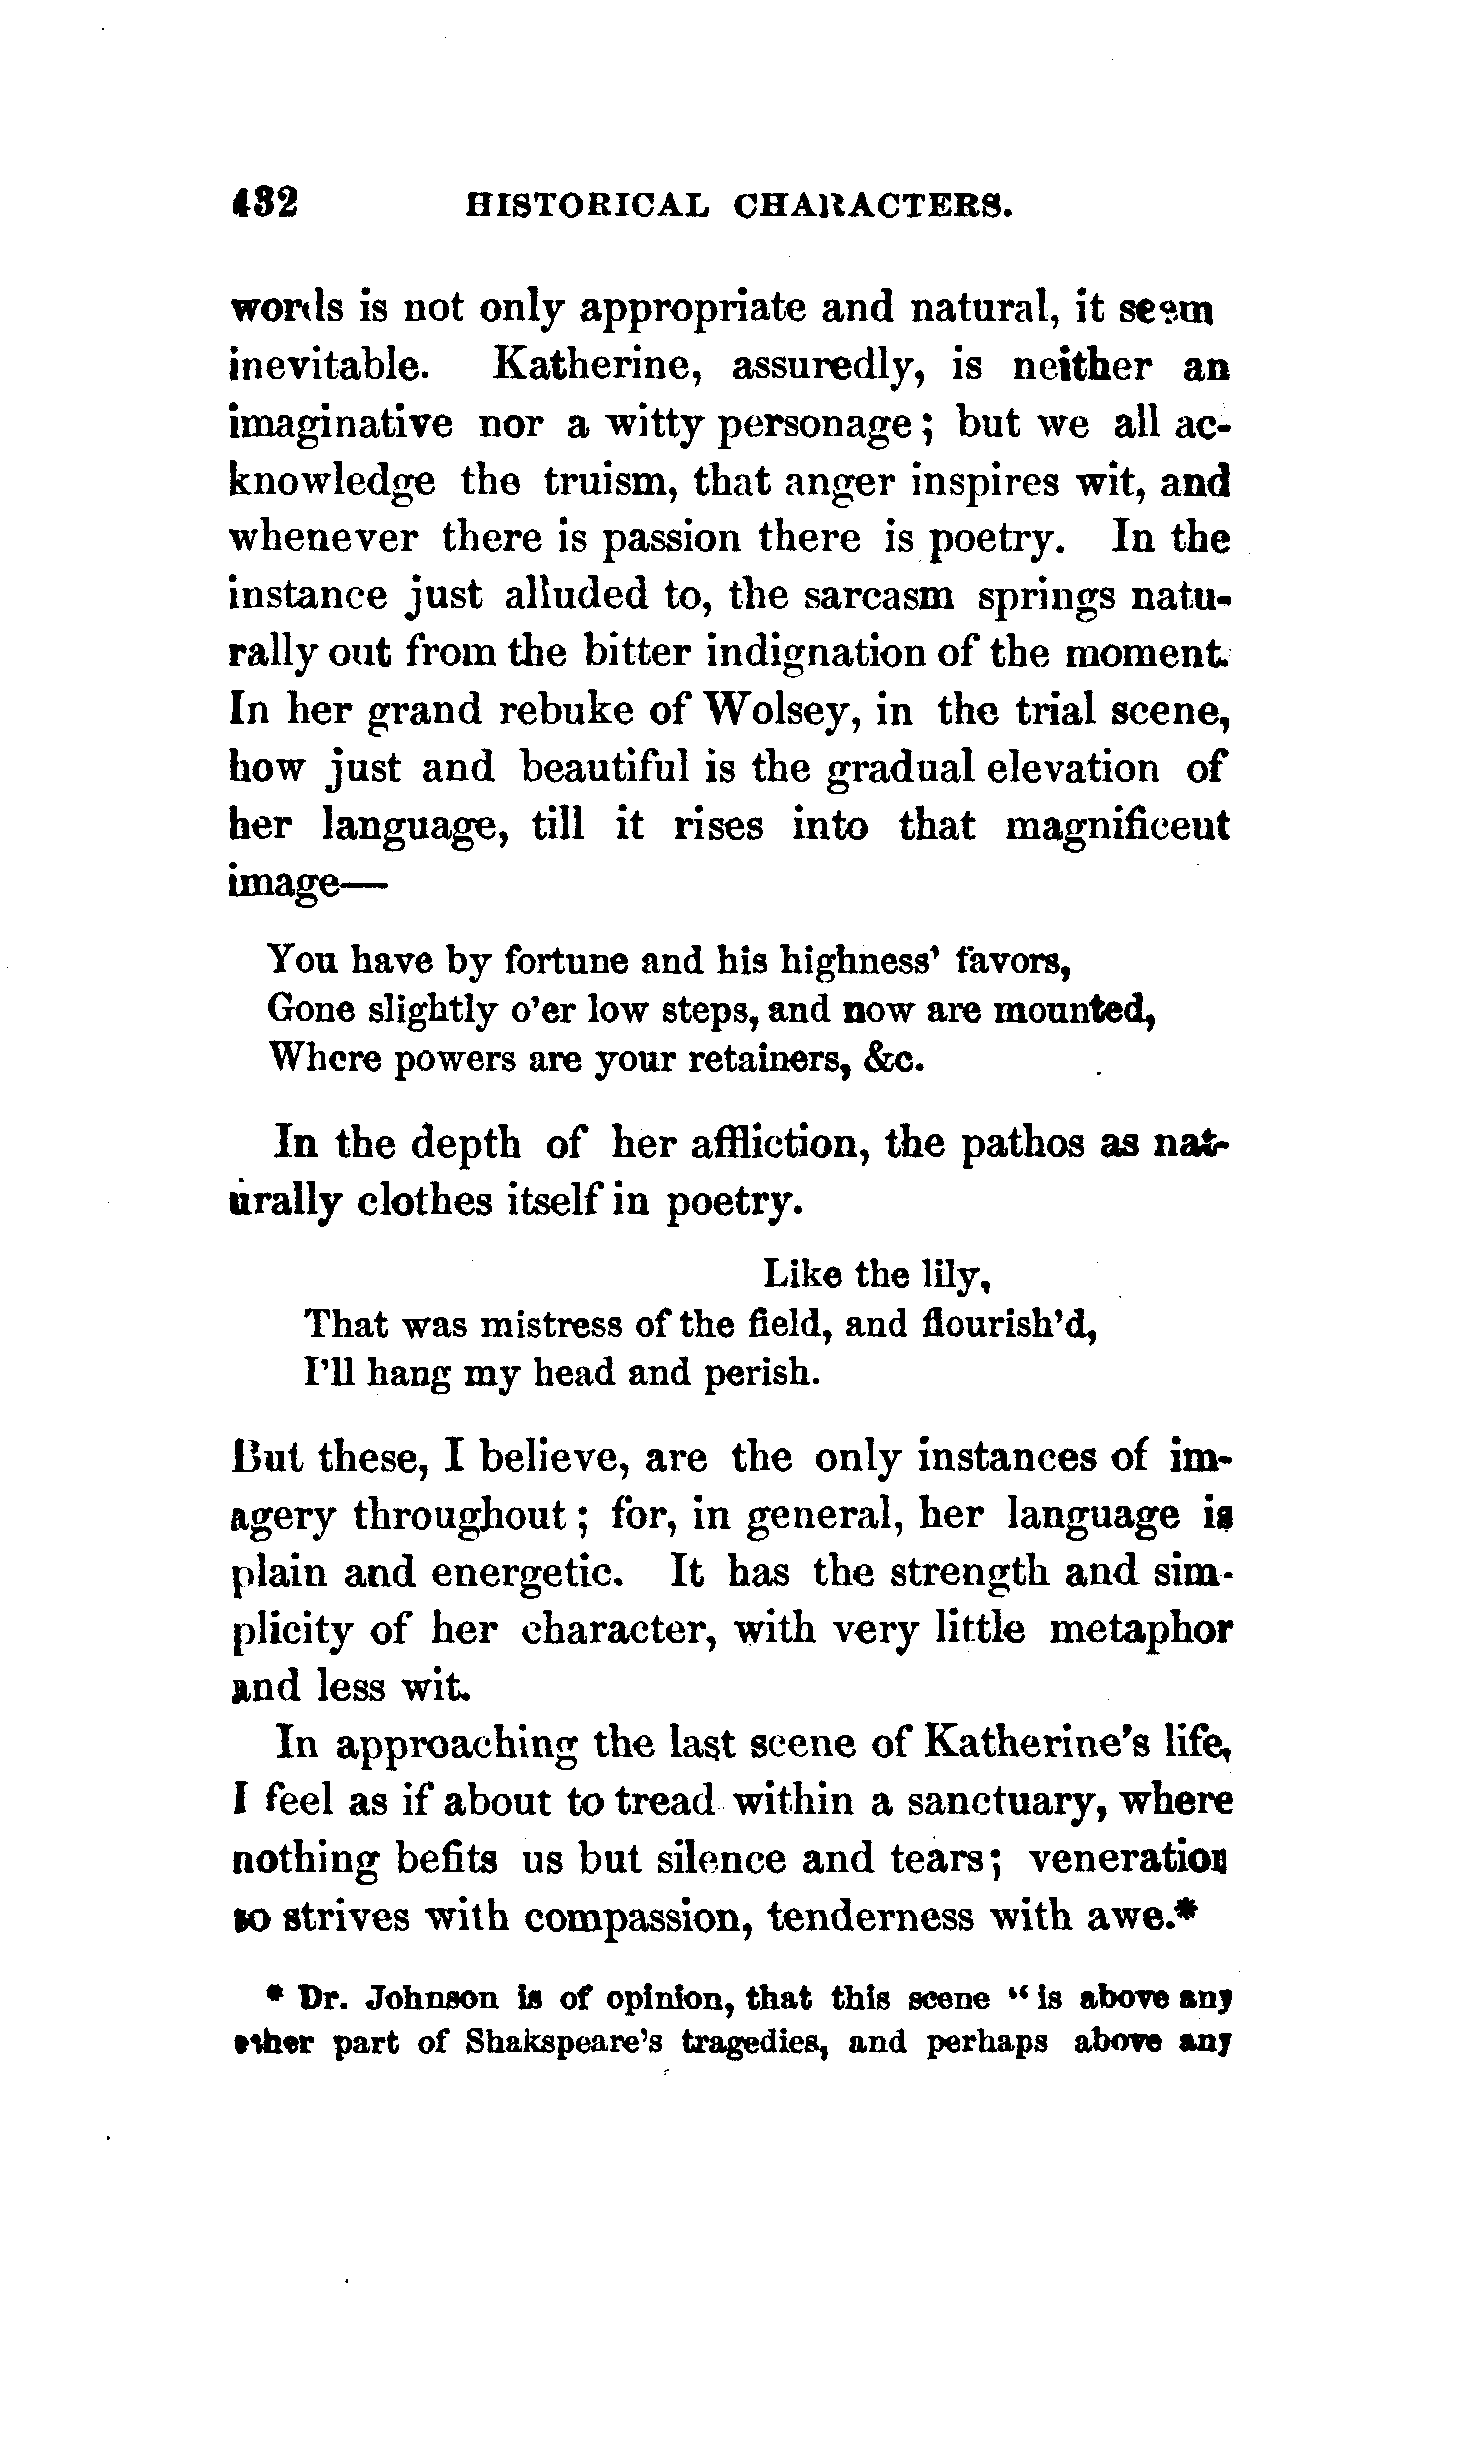 432 HISTORICAL CHARACTERS.
words is not only appropriate and natural, it seem
inevitable. Katherine, assuredly, is neither an
imaginative nor a witty personage; but we all ac-
knowledge the truism, that anger inspires wit, and
whenever there is passion there is poetry. In the
instance just alluded to, the sarcasm springs natu-
rally out from the bitter indignation of the moment.
In her grand rebuke of Wolsey, in the trial scene,
how just and beautiful is the gradual elevation of
her language, till it rises into that magnificent
image—
You have by fortune and his highness' favors,
Gone slightly o'er low steps, and now are mounted,
Where powers are your retainers, &c.
In the depth of her affliction, the pathos as nat-
urally clothes itself in poetry.
Like the lily,
That was mistress of the field, and flourish'd,
I'll hang my head and perish.
But these, I believe, are the only instances of im-
agery throughout; for, in general, her language is
plain and energetic. It has the strength and sim-
plicity of her character, with very little metaphor
and less wit.
In approaching the last scene of Katherine's life,
I feel as if about to tread within a sanctuary, where
nothing befits us but silence and tears; veneration
so strives with compassion, tenderness with awe.*
* Dr. Johnson is of opinion, that this scene "is above any
other part of Shakspeare's tragedies, and perhaps above any